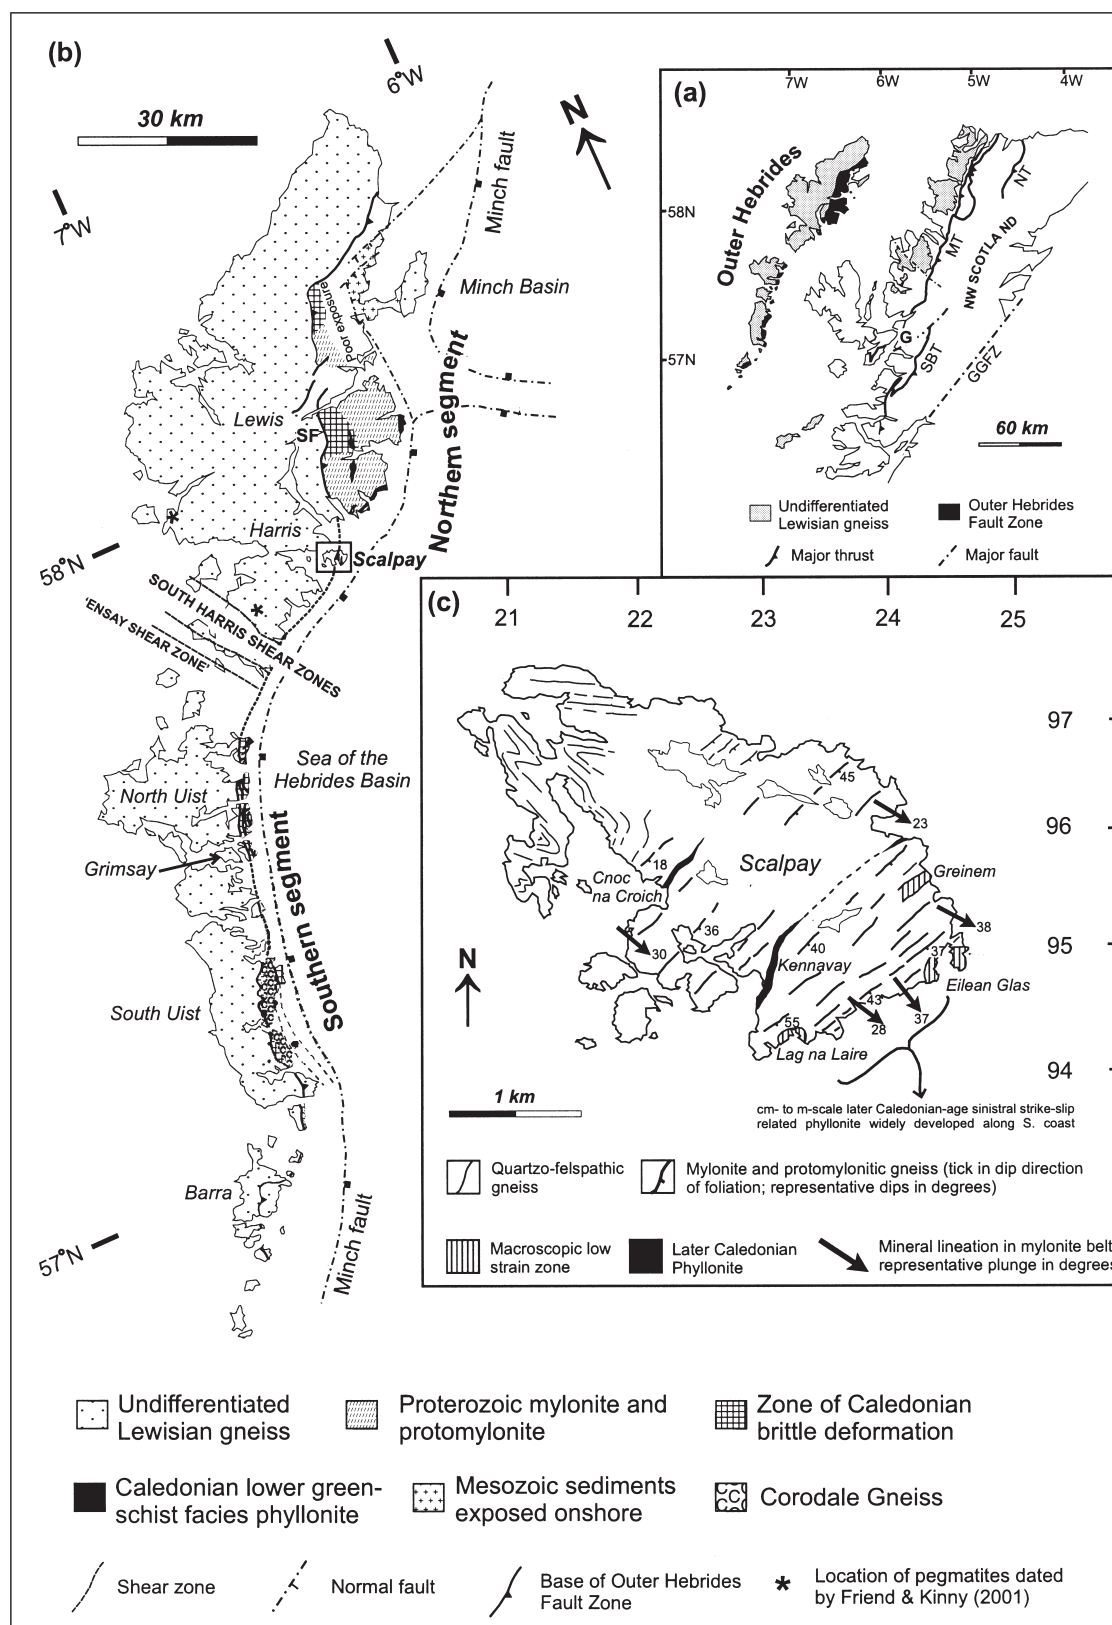 (b)
6°W
N
30 km
7°W
Minch fault
Minch Basin
Poor exposure
Northern segment
Lewis
SF
Harris
Scalpay
58°N
SOUTH HARRIS SHEAR ZONES
'ENSAY SHEAR ZONE'
Sea of the
Hebrides Basin
North Uist
Grimsay
Southern segment
South Uist
Barra
57°N
Minch fault
(a)
7W 6W 5W 4W
58N
57N
Outer Hebrides
NT
MT
NW SCOTLAND
G
SBT
GGFZ
60 km
Undifferentiated
Lewisian gneiss
Outer Hebrides
Fault Zone
Major thrust
Major fault
(c)
21 22 23 24 25
97
96
95
94
45
23
18
Scalpay
Cnoc
na Croich
Greinem
36
38
30
40
37
Kennavay
Eilean Glas
43
37
55
28
Lag na Laire
N
1 km
cm- to m-scale later Caledonian-age sinistral strike-slip
related phyllonite widely developed along S. coast
Quartzo-felspathic
gneiss
Mylonite and protomylonitic gneiss (tick in dip direction
of foliation; representative dips in degrees)
Macroscopic low
strain zone
Later Caledonian
Phyllonite
Mineral lineation in mylonite belt
representative plunge in degrees
Undifferentiated
Lewisian gneiss
Proterozoic mylonite and
protomylonite
Zone of Caledonian
brittle deformation
Caledonian lower green-
schist facies phyllonite
Mesozoic sediments
exposed onshore
C
Corodale Gneiss
Shear zone
Normal fault
Base of Outer Hebrides
Fault Zone
* Location of pegmatites dated
by Friend & Kinny (2001)